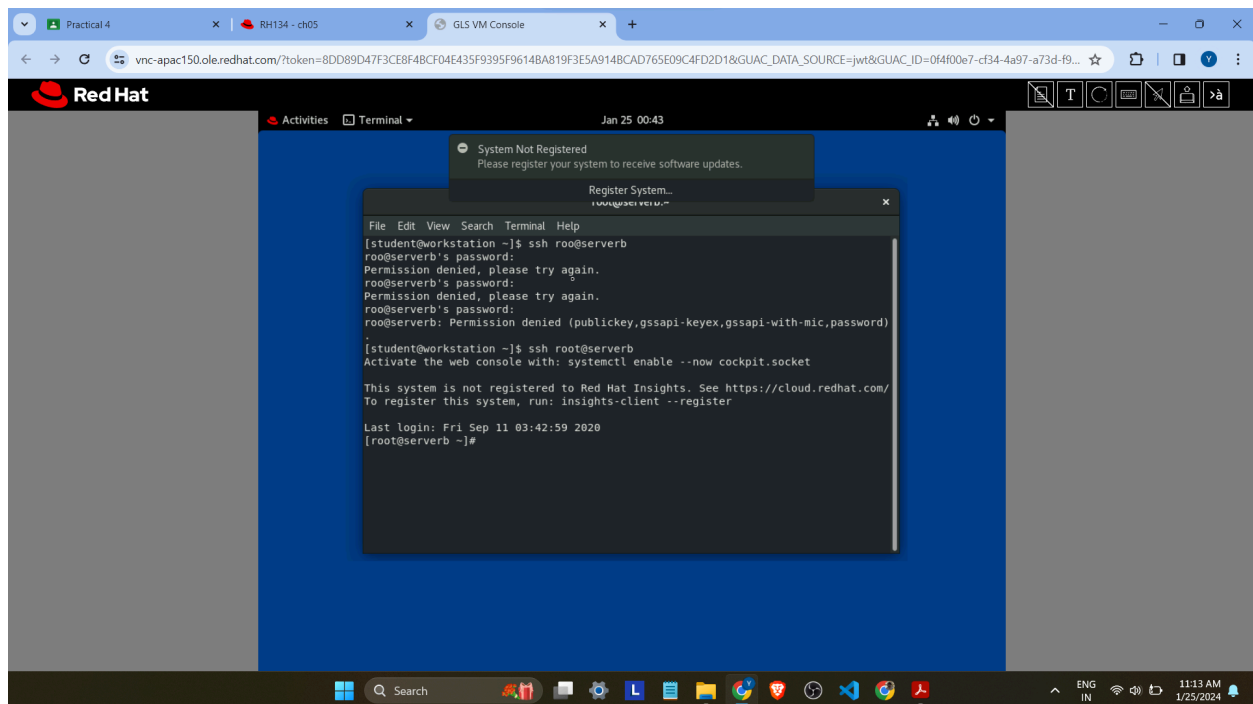 Practical 4
RH134 - ch05
GLS VM Console
vnc-apac150.ole.redhat.com/?token=8DD89D47F3CE8F4BCF04E435F9395F9614BA819F3E5A914BCAD765E09C4FD2D1&GUAC_DATA_SOURCE=jwt&GUAC_ID=0f4f00e7-cf34-4a97-a73d-f9...
Y
Red Hat
T
›à
Activities Terminal Jan 25 00:43
System Not Registered
Please register your system to receive software updates.
Register System...
root@serverb:~
File Edit View Search Terminal Help
[student@workstation ~]$ ssh roo@serverb
roo@serverb's password:
Permission denied, please try again.
roo@serverb's password:
Permission denied, please try again.
roo@serverb's password:
roo@serverb: Permission denied (publickey,gssapi-keyex,gssapi-with-mic,password)
.
[student@workstation ~]$ ssh root@serverb
Activate the web console with: systemctl enable --now cockpit.socket
This system is not registered to Red Hat Insights. See https://cloud.redhat.com/
To register this system, run: insights-client --register
Last login: Fri Sep 11 03:42:59 2020
[root@serverb ~]#
Search
L
ENG
IN
11:13 AM
1/25/2024